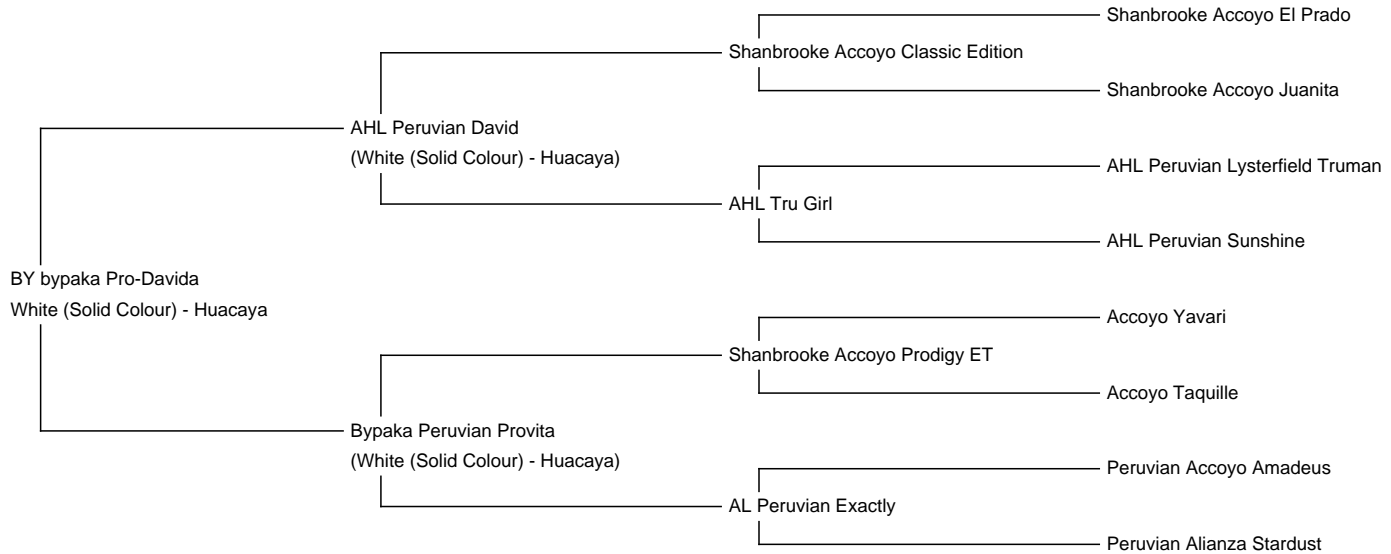 Shanbrooke Accoyo El Prado
Shanbrooke Accoyo Classic Edition
Shanbrooke Accoyo Juanita
AHL Peruvian David
(White (Solid Colour) - Huacaya)
AHL Peruvian Lysterfield Truman
AHL Tru Girl
AHL Peruvian Sunshine
BY bypaka Pro-Davida
White (Solid Colour) - Huacaya
Accoyo Yavari
Shanbrooke Accoyo Prodigy ET
Accoyo Taquille
Bypaka Peruvian Provita
(White (Solid Colour) - Huacaya)
Peruvian Accoyo Amadeus
AL Peruvian Exactly
Peruvian Alianza Stardust